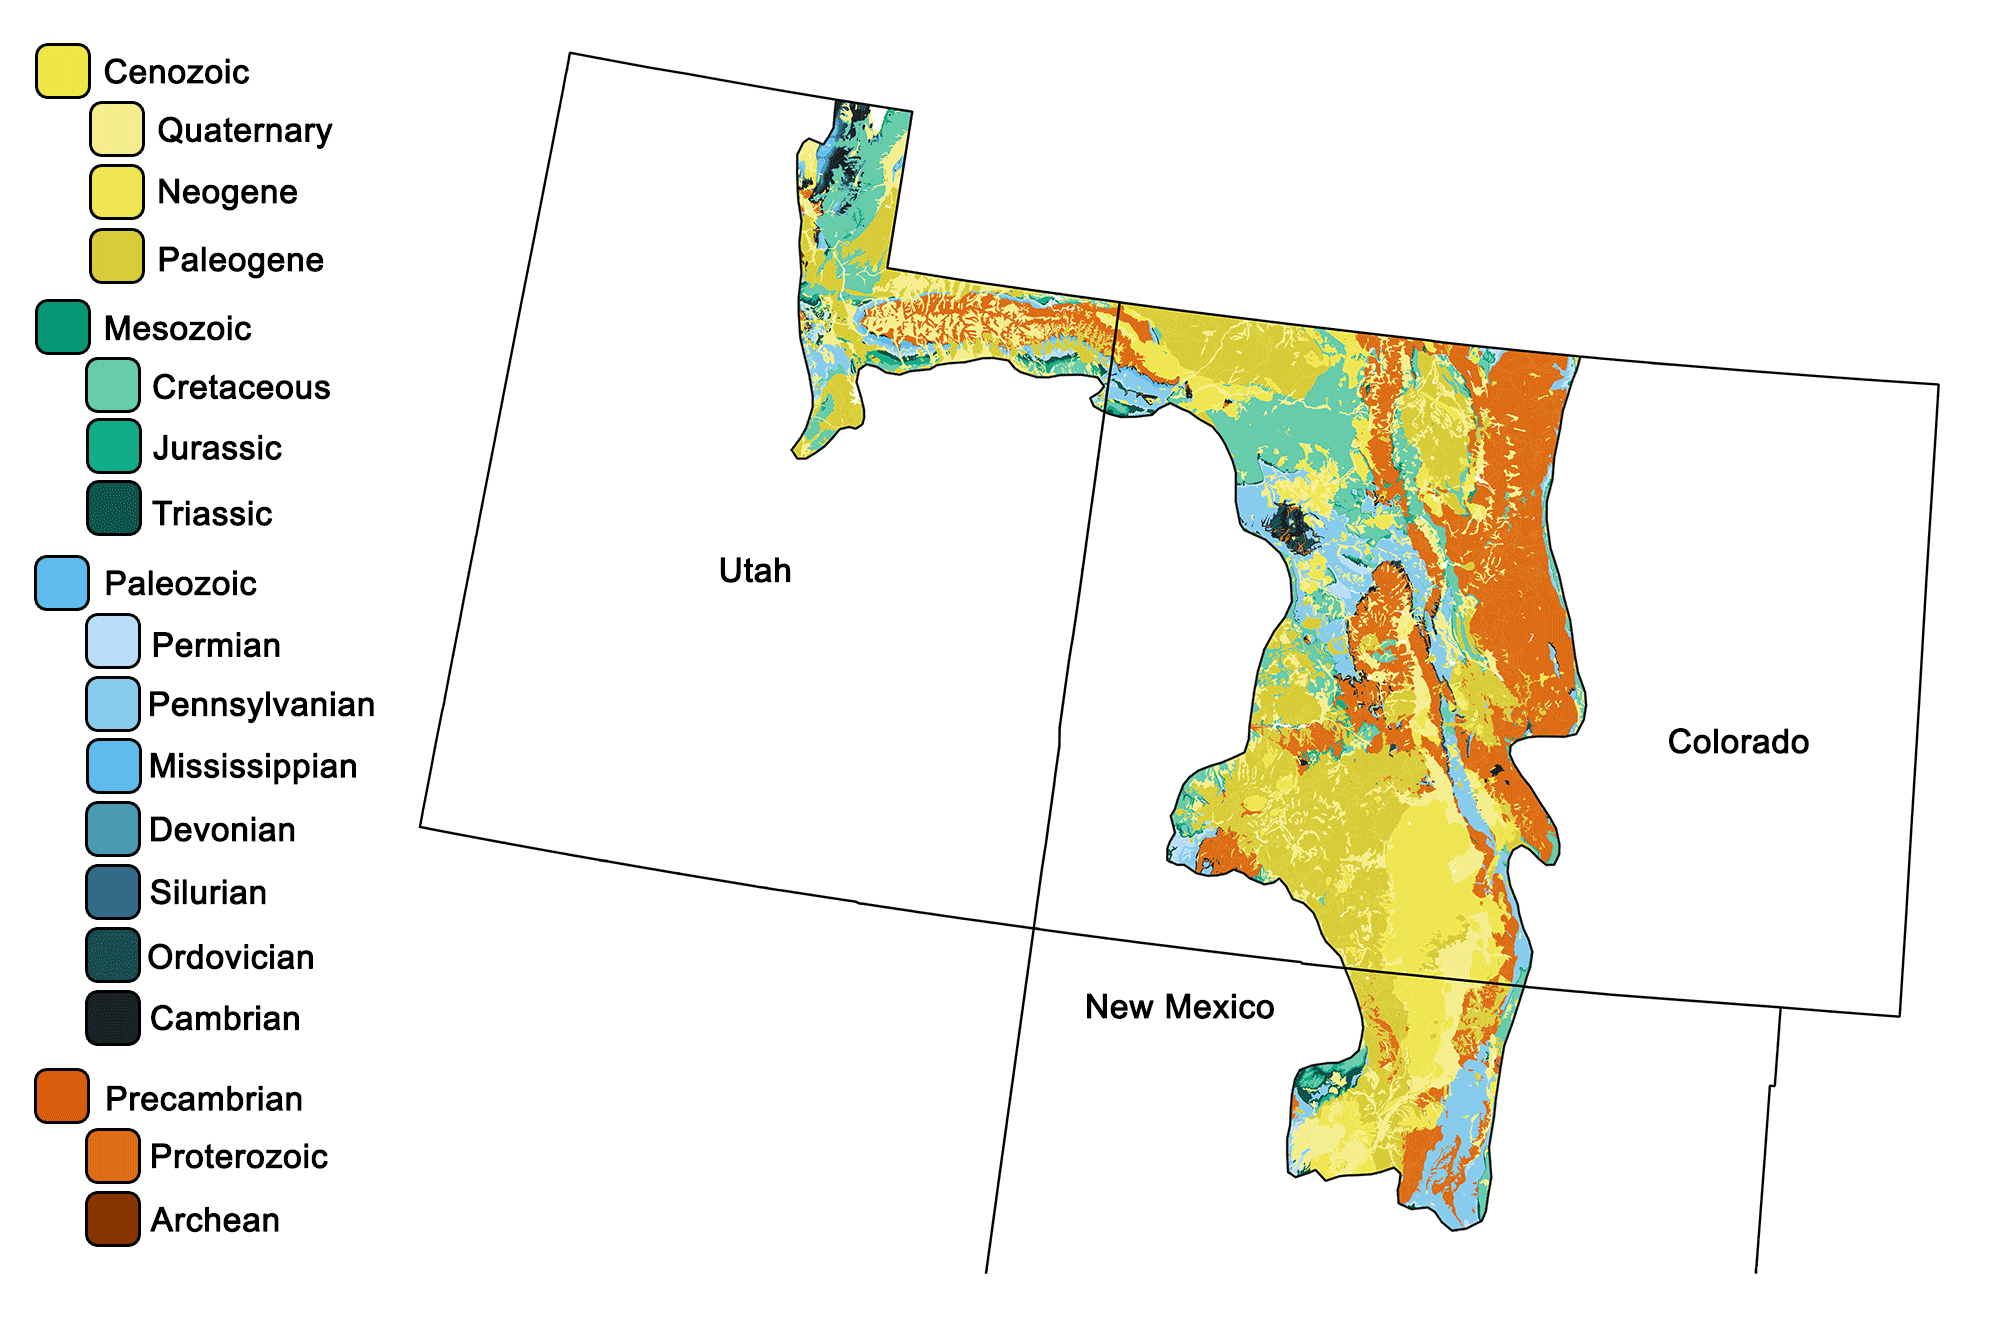 Cenozoic
Quaternary
Neogene
Paleogene
Mesozoic
Cretaceous
Jurassic
Triassic
Paleozoic
Permian
Pennsylvanian
Mississippian
Devonian
Silurian
Ordovician
Cambrian
Precambrian
Proterozoic
Archean
Utah
Colorado
New Mexico